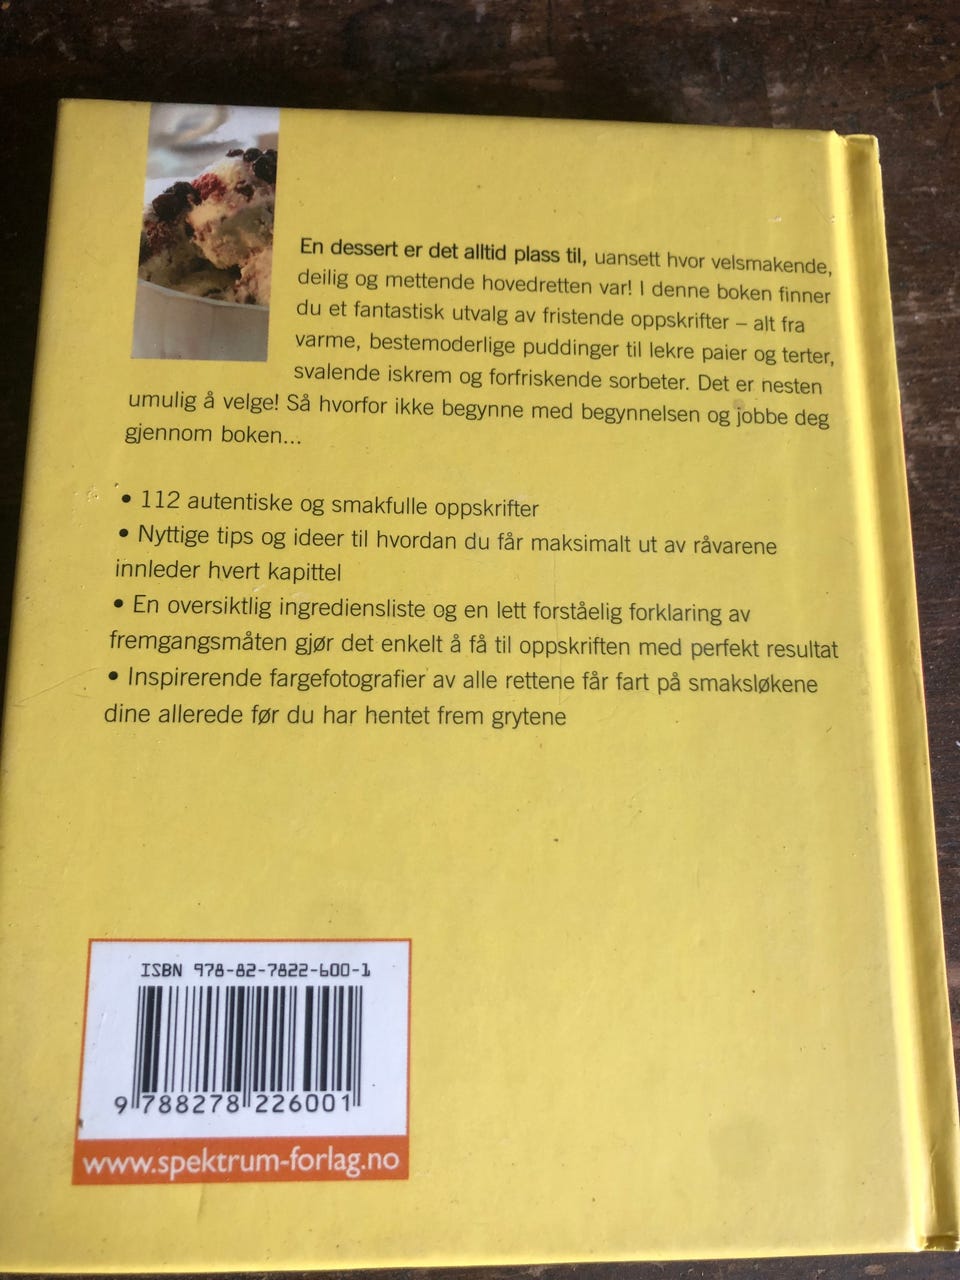 En dessert er det alltid plass til, uansett hvor velsmakende,
deilig og mettende hovedretten var! I denne boken finner
du et fantastisk utvalg av fristende oppskrifter – alt fra
varme, bestemoderlige puddinger til lekre paier og terter,
svalende iskrem og forfriskende sorbeter. Det er nesten
umulig å velge! Så hvorfor ikke begynne med begynnelsen og jobbe deg
gjennom boken...
• 112 autentiske og smakfulle oppskrifter
• Nyttige tips og ideer til hvordan du får maksimalt ut av råvarene
innleder hvert kapittel
• En oversiktlig ingrediensliste og en lett forståelig forklaring av
fremgangsmåten gjør det enkelt å få til oppskriften med perfekt resultat
• Inspirerende fargefotografier av alle rettene får fart på smaksløkene
dine allerede før du har hentet frem grytene
ISBN 978-82-7822-600-1
9 788278 226001
www.spektrum-forlag.no